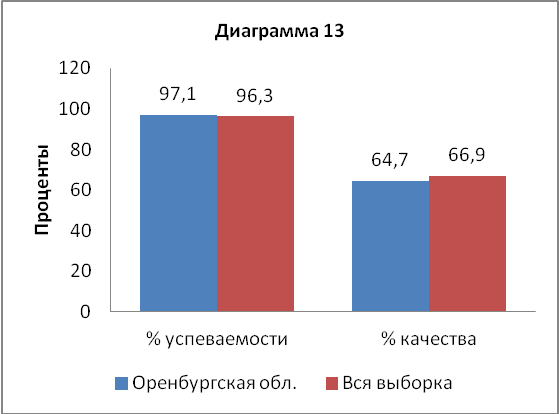 Диаграмма 13
Проценты
120
100
80
60
40
20
0
97,1
96,3
64,7
66,9
% успеваемости
% качества
Оренбургская обл.
Вся выборка